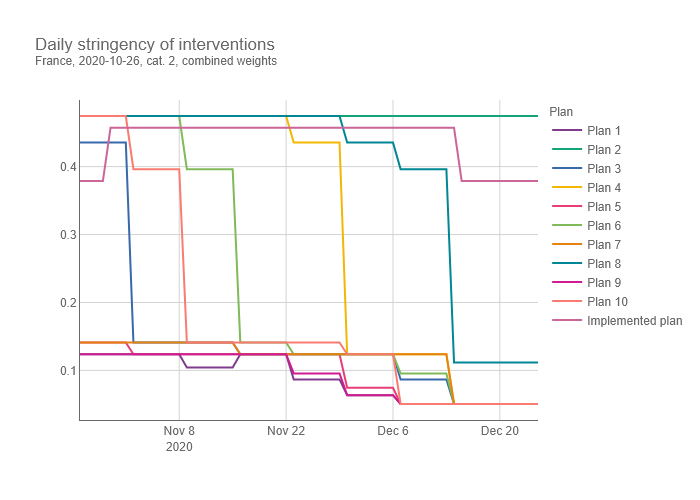 Daily stringency of interventions
France, 2020-10-26, cat. 2, combined weights
Plan
Plan 1
Plan 2
Plan 3
Plan 4
Plan 5
Plan 6
Plan 7
Plan 8
Plan 9
Plan 10
Implemented plan
0.4
0.3
0.2
0.1
Nov 8
2020
Nov 22
Dec 6
Dec 20